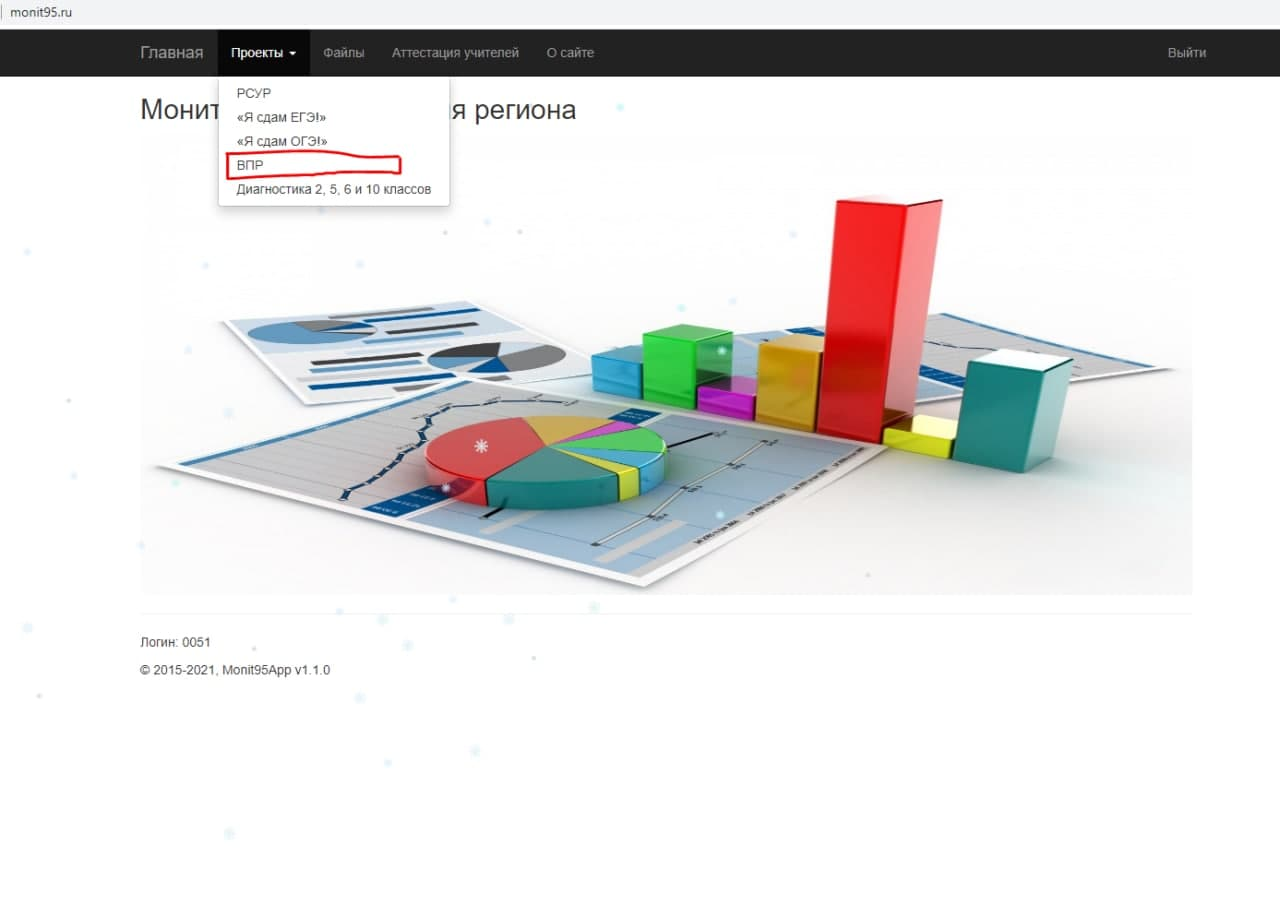 monit95.ru
Главная Проекты Файлы Аттестация учителей О сайте Выйти
РСУР
Монит я региона
«Я сдам ЕГЭ!»
«Я сдам ОГЭ!»
ВПР
Диагностика 2, 5, 6 и 10 классов
Логин: 0051
© 2015-2021, Monit95App v1.1.0